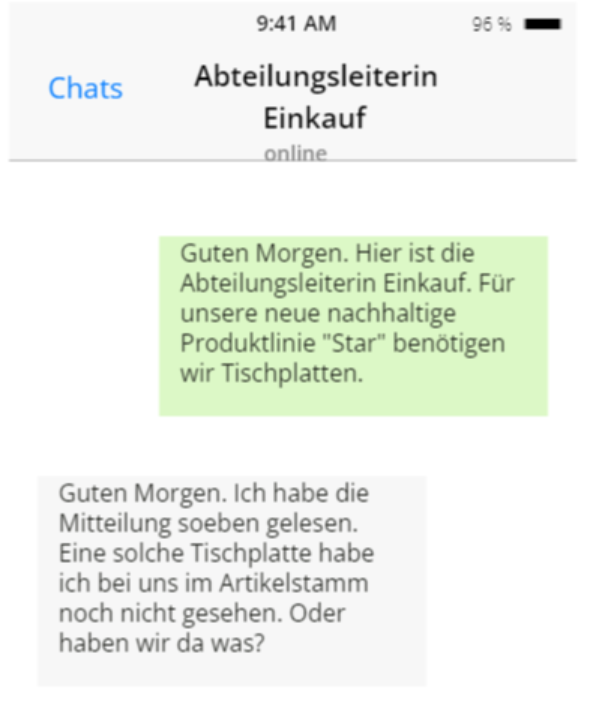 9:41 AM 96 %
Chats
Abteilungsleiterin
Einkauf
online
Guten Morgen. Hier ist die
Abteilungsleiterin Einkauf. Für
unsere neue nachhaltige
Produktlinie "Star" benötigen
wir Tischplatten.
Guten Morgen. Ich habe die
Mitteilung soeben gelesen.
Eine solche Tischplatte habe
ich bei uns im Artikelstamm
noch nicht gesehen. Oder
haben wir da was?